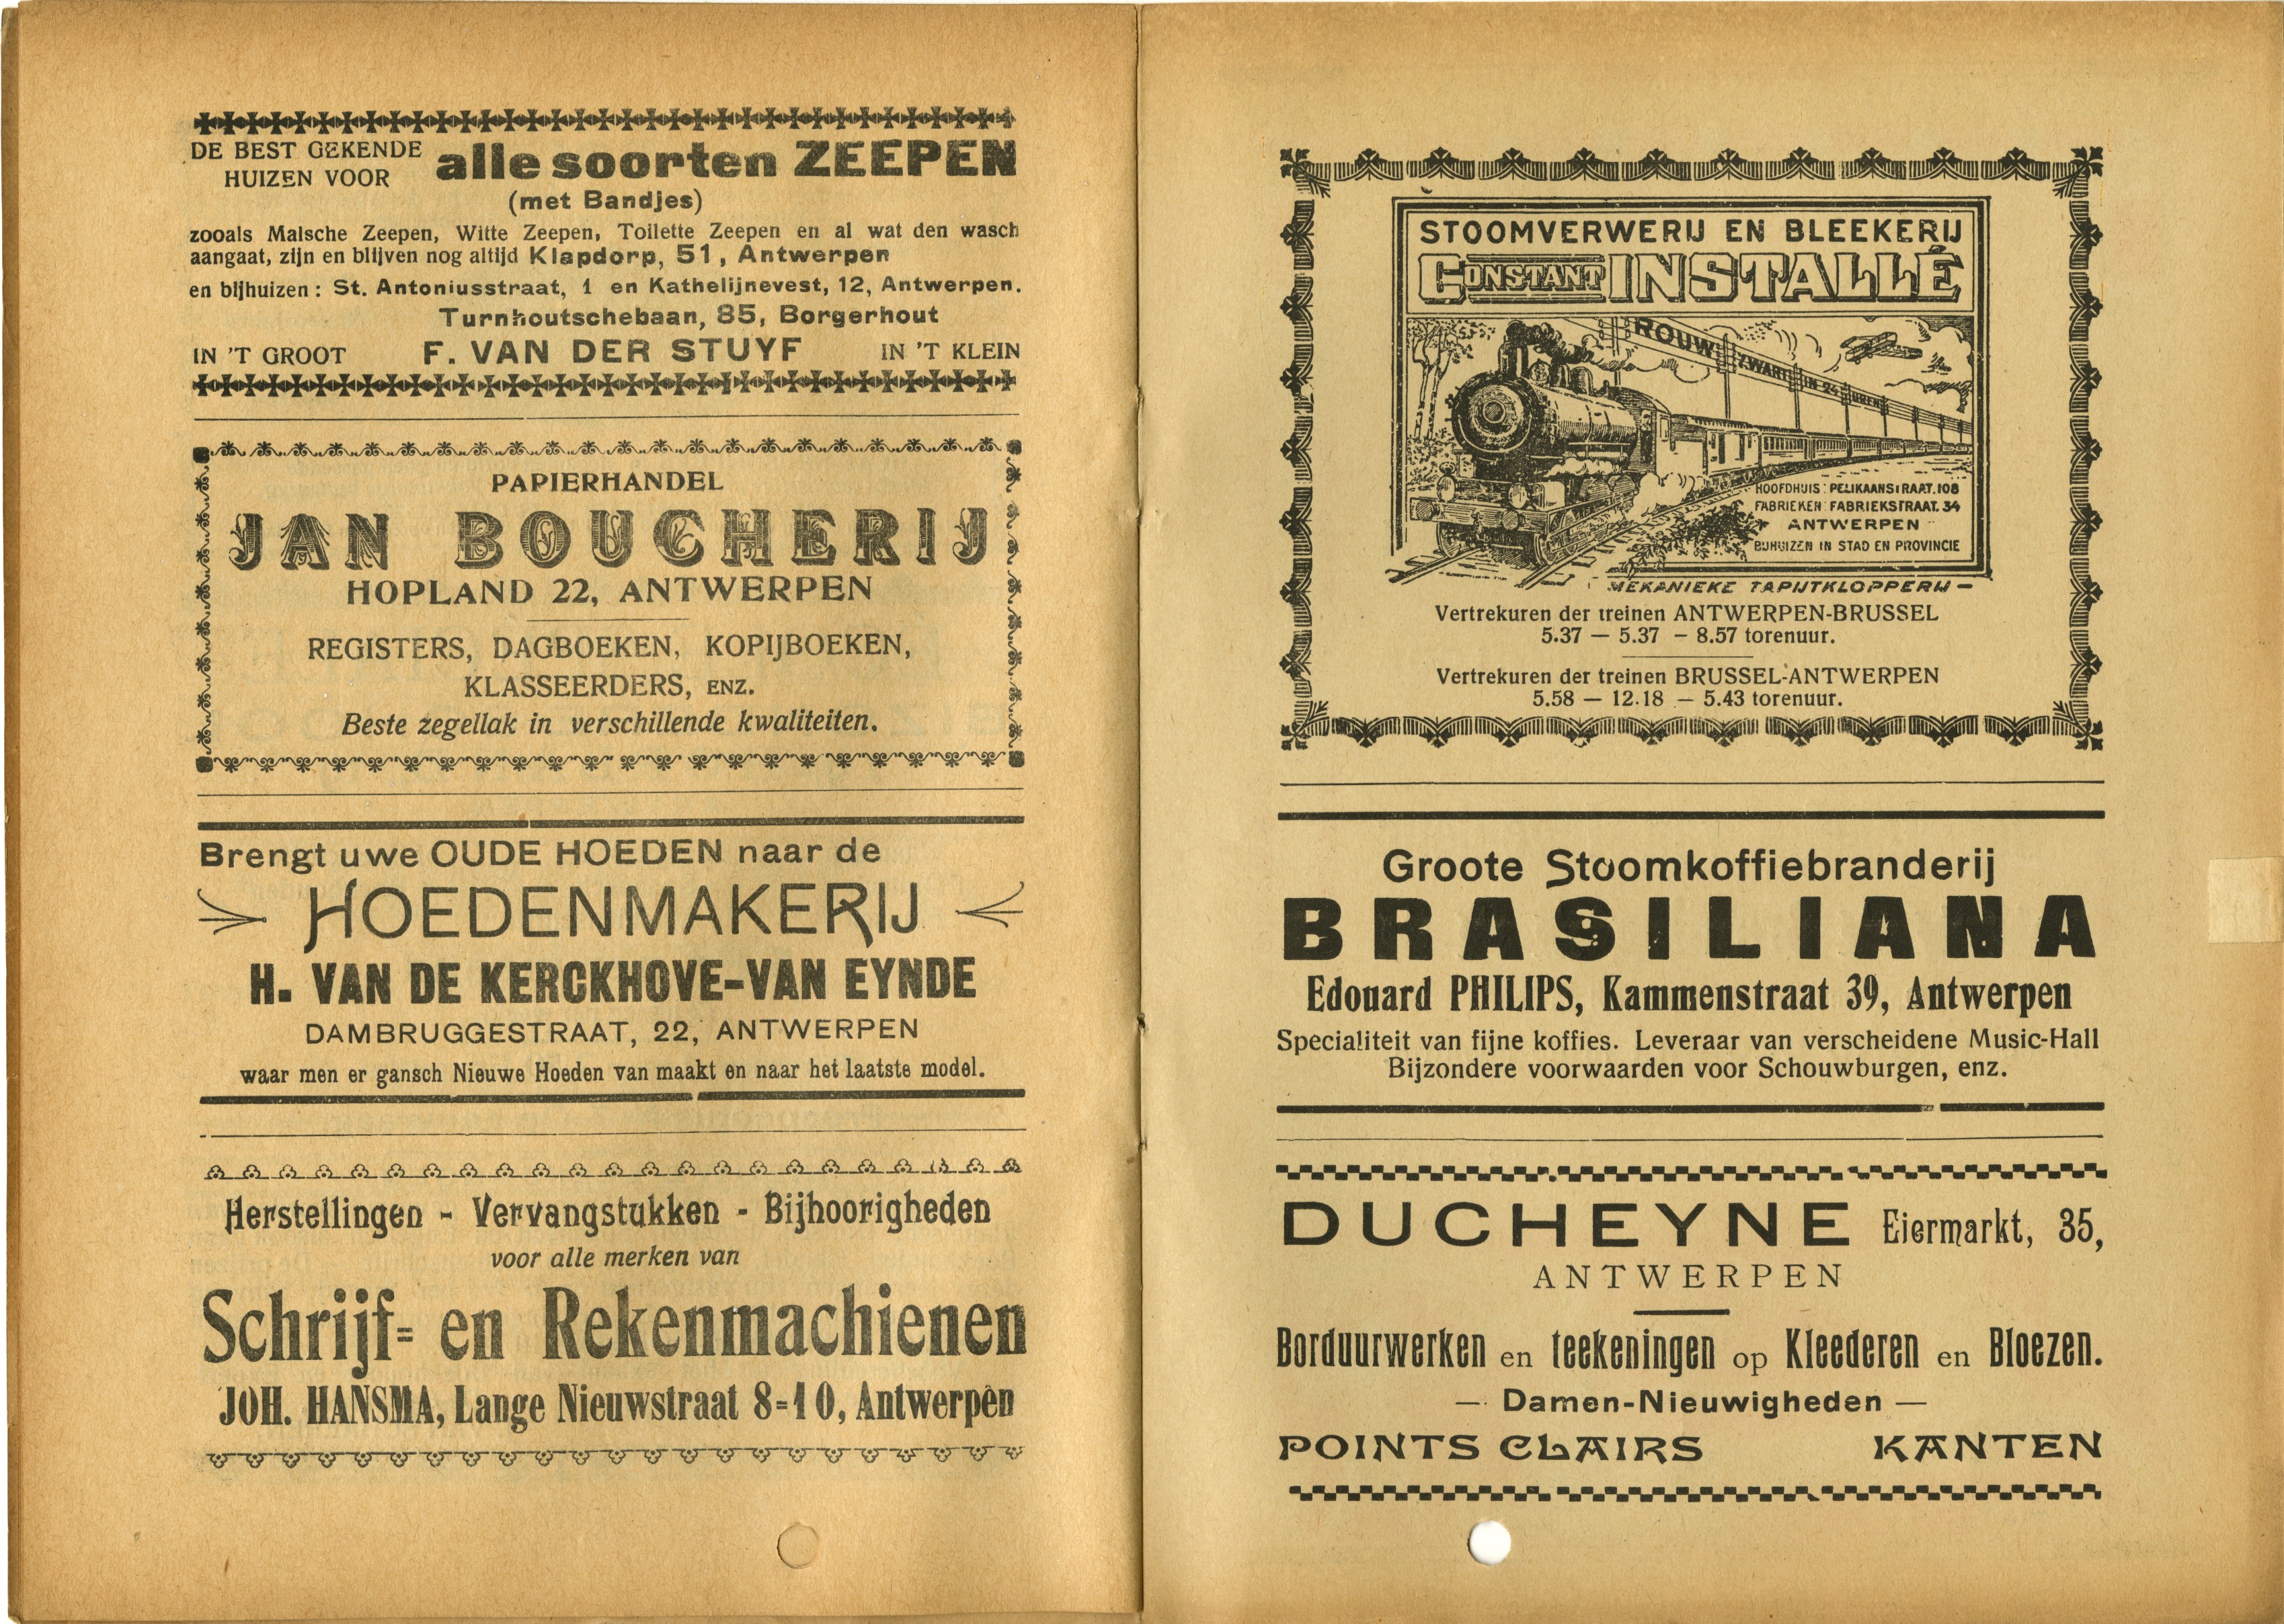 DE BEST GEKENDE
HUIZEN VOOR
alle soorten ZEEPEN
(met Bandjes)
zooals Malsche Zeepen, Witte Zeepen, Toilette Zeepen en al wat den wasch
aangaat, zijn en blijven nog altijd Klapdorp, 51, Antwerpen
en bijhuizen: St. Antoniusstraat, 1 en Kathelijnevest, 12, Antwerpen.
Turnhoutschebaan, 85, Borgerhout
IN 'T GROOT F. VAN DER STUYF IN 'T KLEIN
PAPIERHANDEL
JAN BOUCHERIJ
HOPLAND 22, ANTWERPEN
REGISTERS, DAGBOEKEN, KOPIJBOEKEN,
KLASSEERDERS, ENZ.
Beste zegellak in verschillende kwaliteiten.
Brengt uwe OUDE HOEDEN naar de
HOEDENMAKERIJ
H. VAN DE KERCKHOVE-VAN EYNDE
DAMBRUGGESTRAAT, 22, ANTWERPEN
waar men er gansch Nieuwe Hoeden van maakt en naar het laatste model.
Herstellingen - Vervangstukken - Bijhoorigheden
voor alle merken van
Schrijf= en Rekenmachienen
JOH. HANSMA, Lange Nieuwstraat 8=10, Antwerpen
STOOMVERWERIJ EN BLEEKERIJ
CONSTANT INSTALLÉ
ROUW ZWART IN 24 UREN
HOOFDHUIS: PELIKAANSTRAAT. 108
FABRIEKEN: FABRIEKSTRAAT. 34
ANTWERPEN
BIJHUIZEN IN STAD EN PROVINCIE
MEKANIEKE TAPIJTKLOPPERIJ —
Vertrekuren der treinen ANTWERPEN-BRUSSEL
5.37 — 5.37 — 8.57 torenuur.
Vertrekuren der treinen BRUSSEL-ANTWERPEN
5.58 — 12.18 — 5.43 torenuur.
Groote Stoomkoffiebranderij
BRASILIANA
Edouard PHILIPS, Kammenstraat 39, Antwerpen
Specialiteit van fijne koffies. Leveraar van verscheidene Music-Hall
Bijzondere voorwaarden voor Schouwburgen, enz.
DUCHEYNE Eiermarkt, 35,
ANTWERPEN
Borduurwerken en teekeningen op Kleederen en Bloezen.
— Damen-Nieuwigheden —
POINTS CLAIRS KANTEN